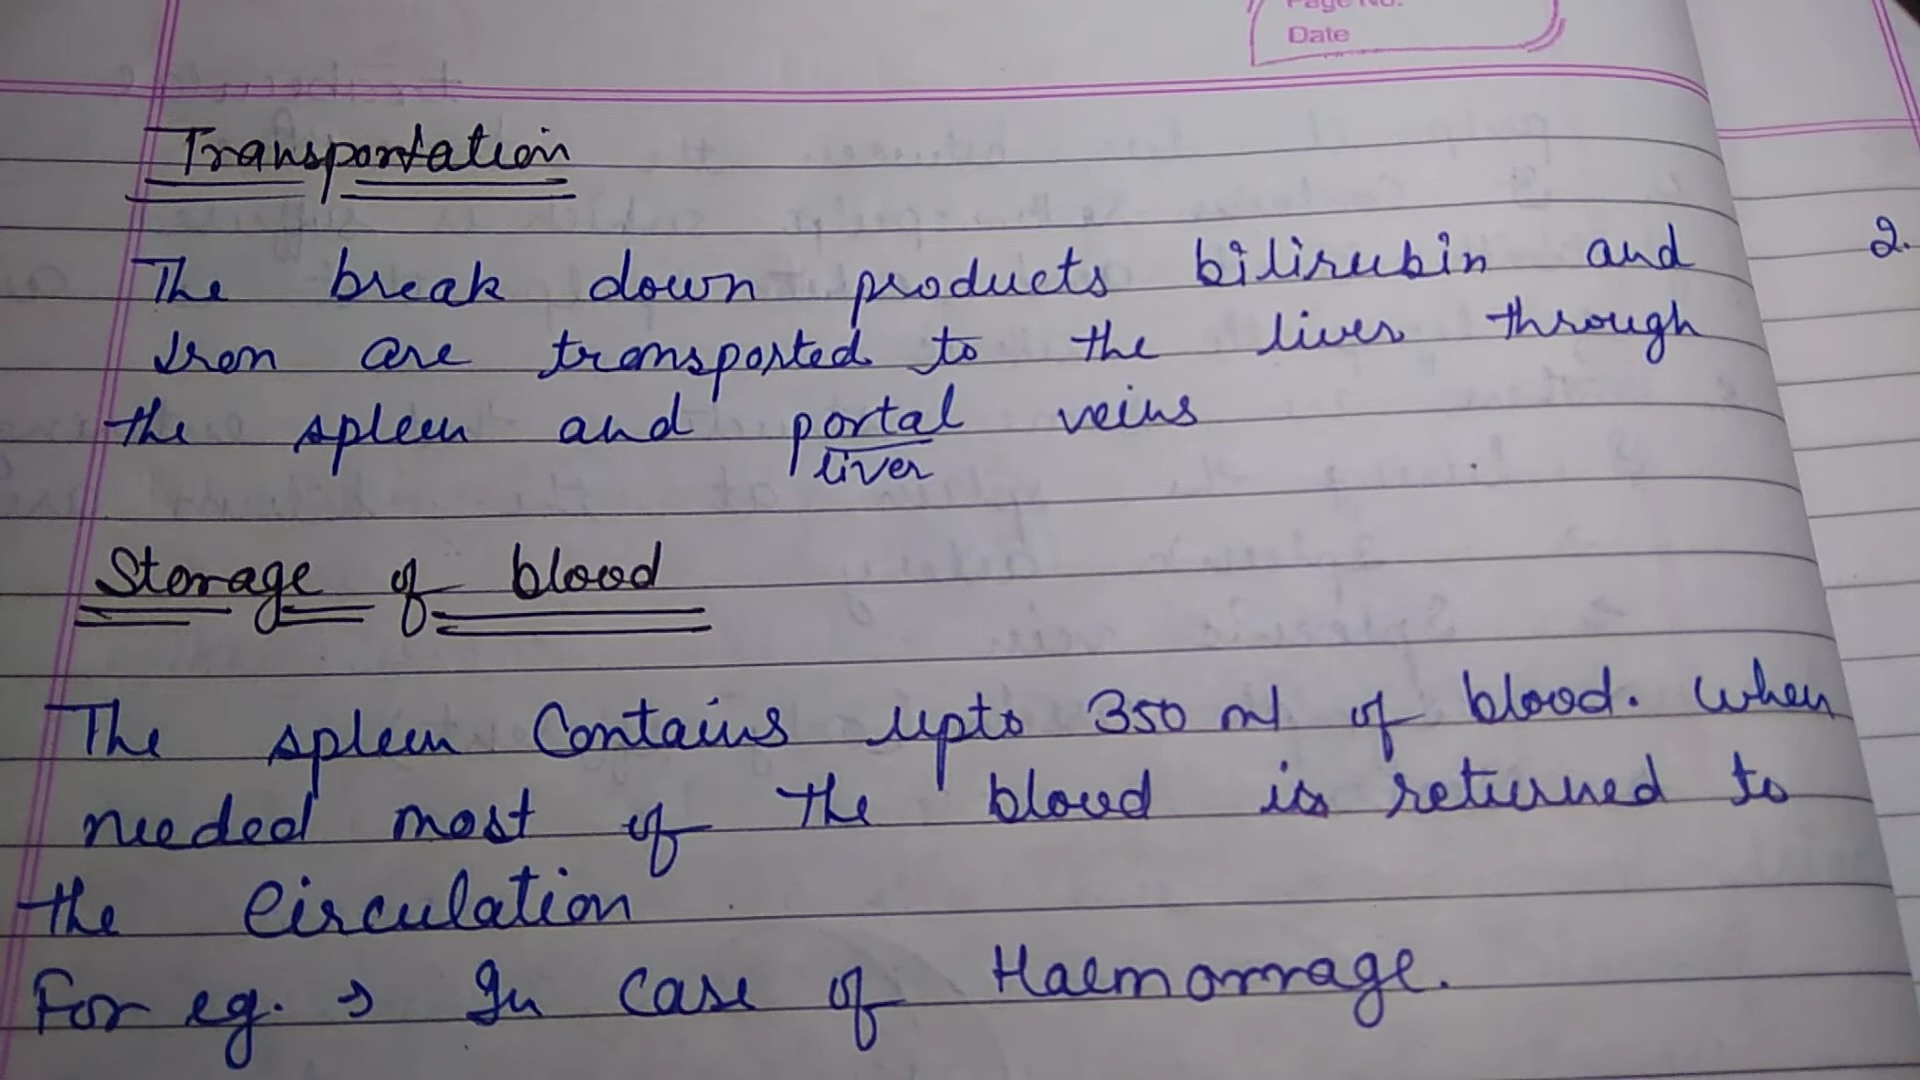 Page No.
Date
Transportation
The break down products bilirubin and
Iron are transported to the liver through
the spleen and portal veins
liver
Storage of blood
The spleen Contains upto 350 ml of blood. When
needed most of the blood is returned to
the Circulation
For eg. → In case of Haemorrage.
2.